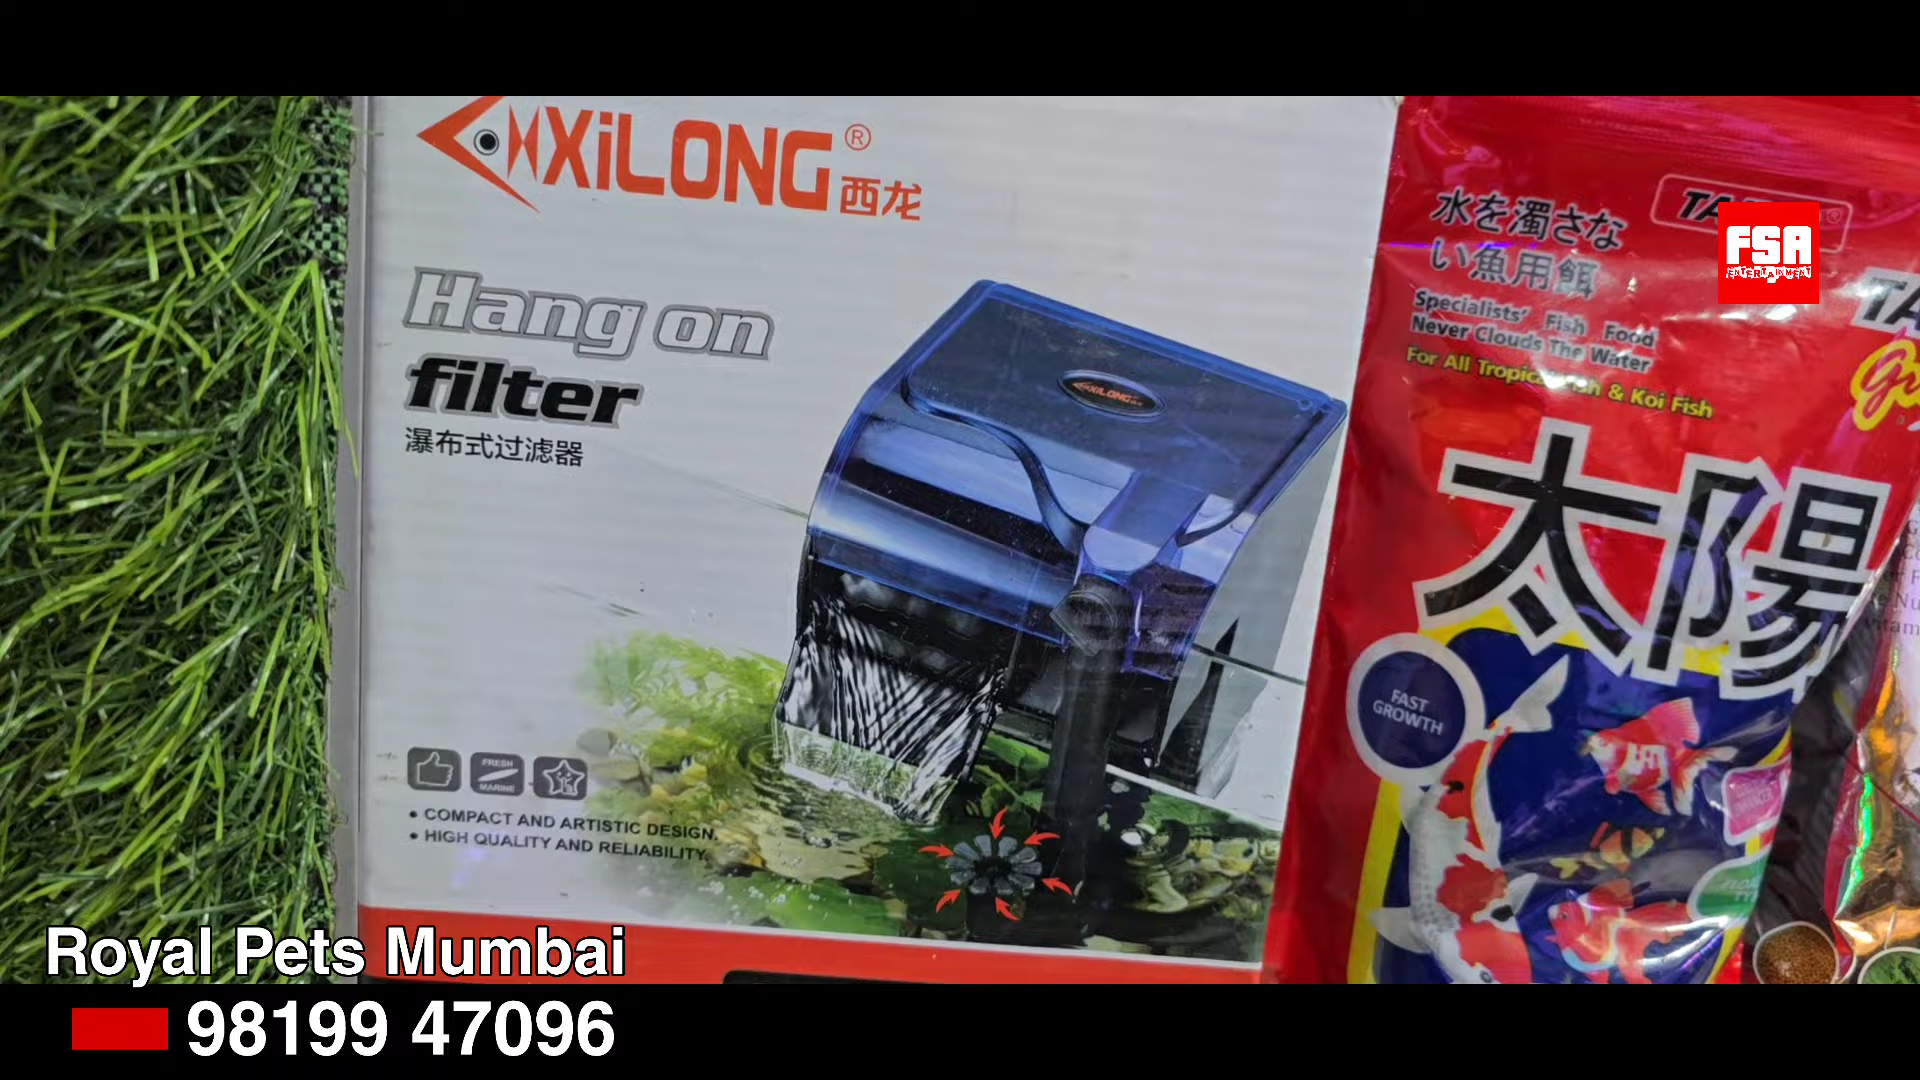 XiLONG®
西龙
Hang on
filter
瀑布式过滤器
FRESH
MARINE
• COMPACT AND ARTISTIC DESIGN.
• HIGH QUALITY AND RELIABILITY.
XiLONG
水を濁さな
い魚用餌
Specialists' Fish Food
Never Clouds The Water
For All Tropical Fish & Koi Fish
太陽
FAST
GROWTH
FSA
ENTERTAINMENT
Royal Pets Mumbai
98199 47096